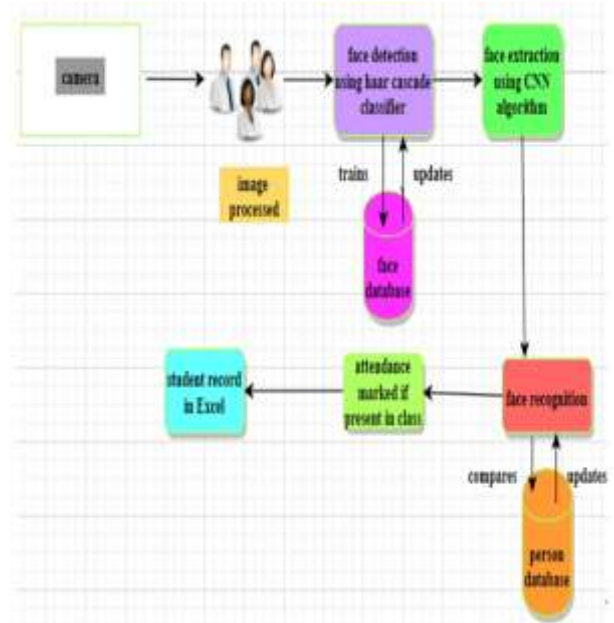 camera
face detection
using haar cascade
classifier
face extraction
using CNN
algorithm
image
processed
trains
updates
face
database
student record
in Excel
attendance
marked if
present in class
face recognition
compares
updates
person
database